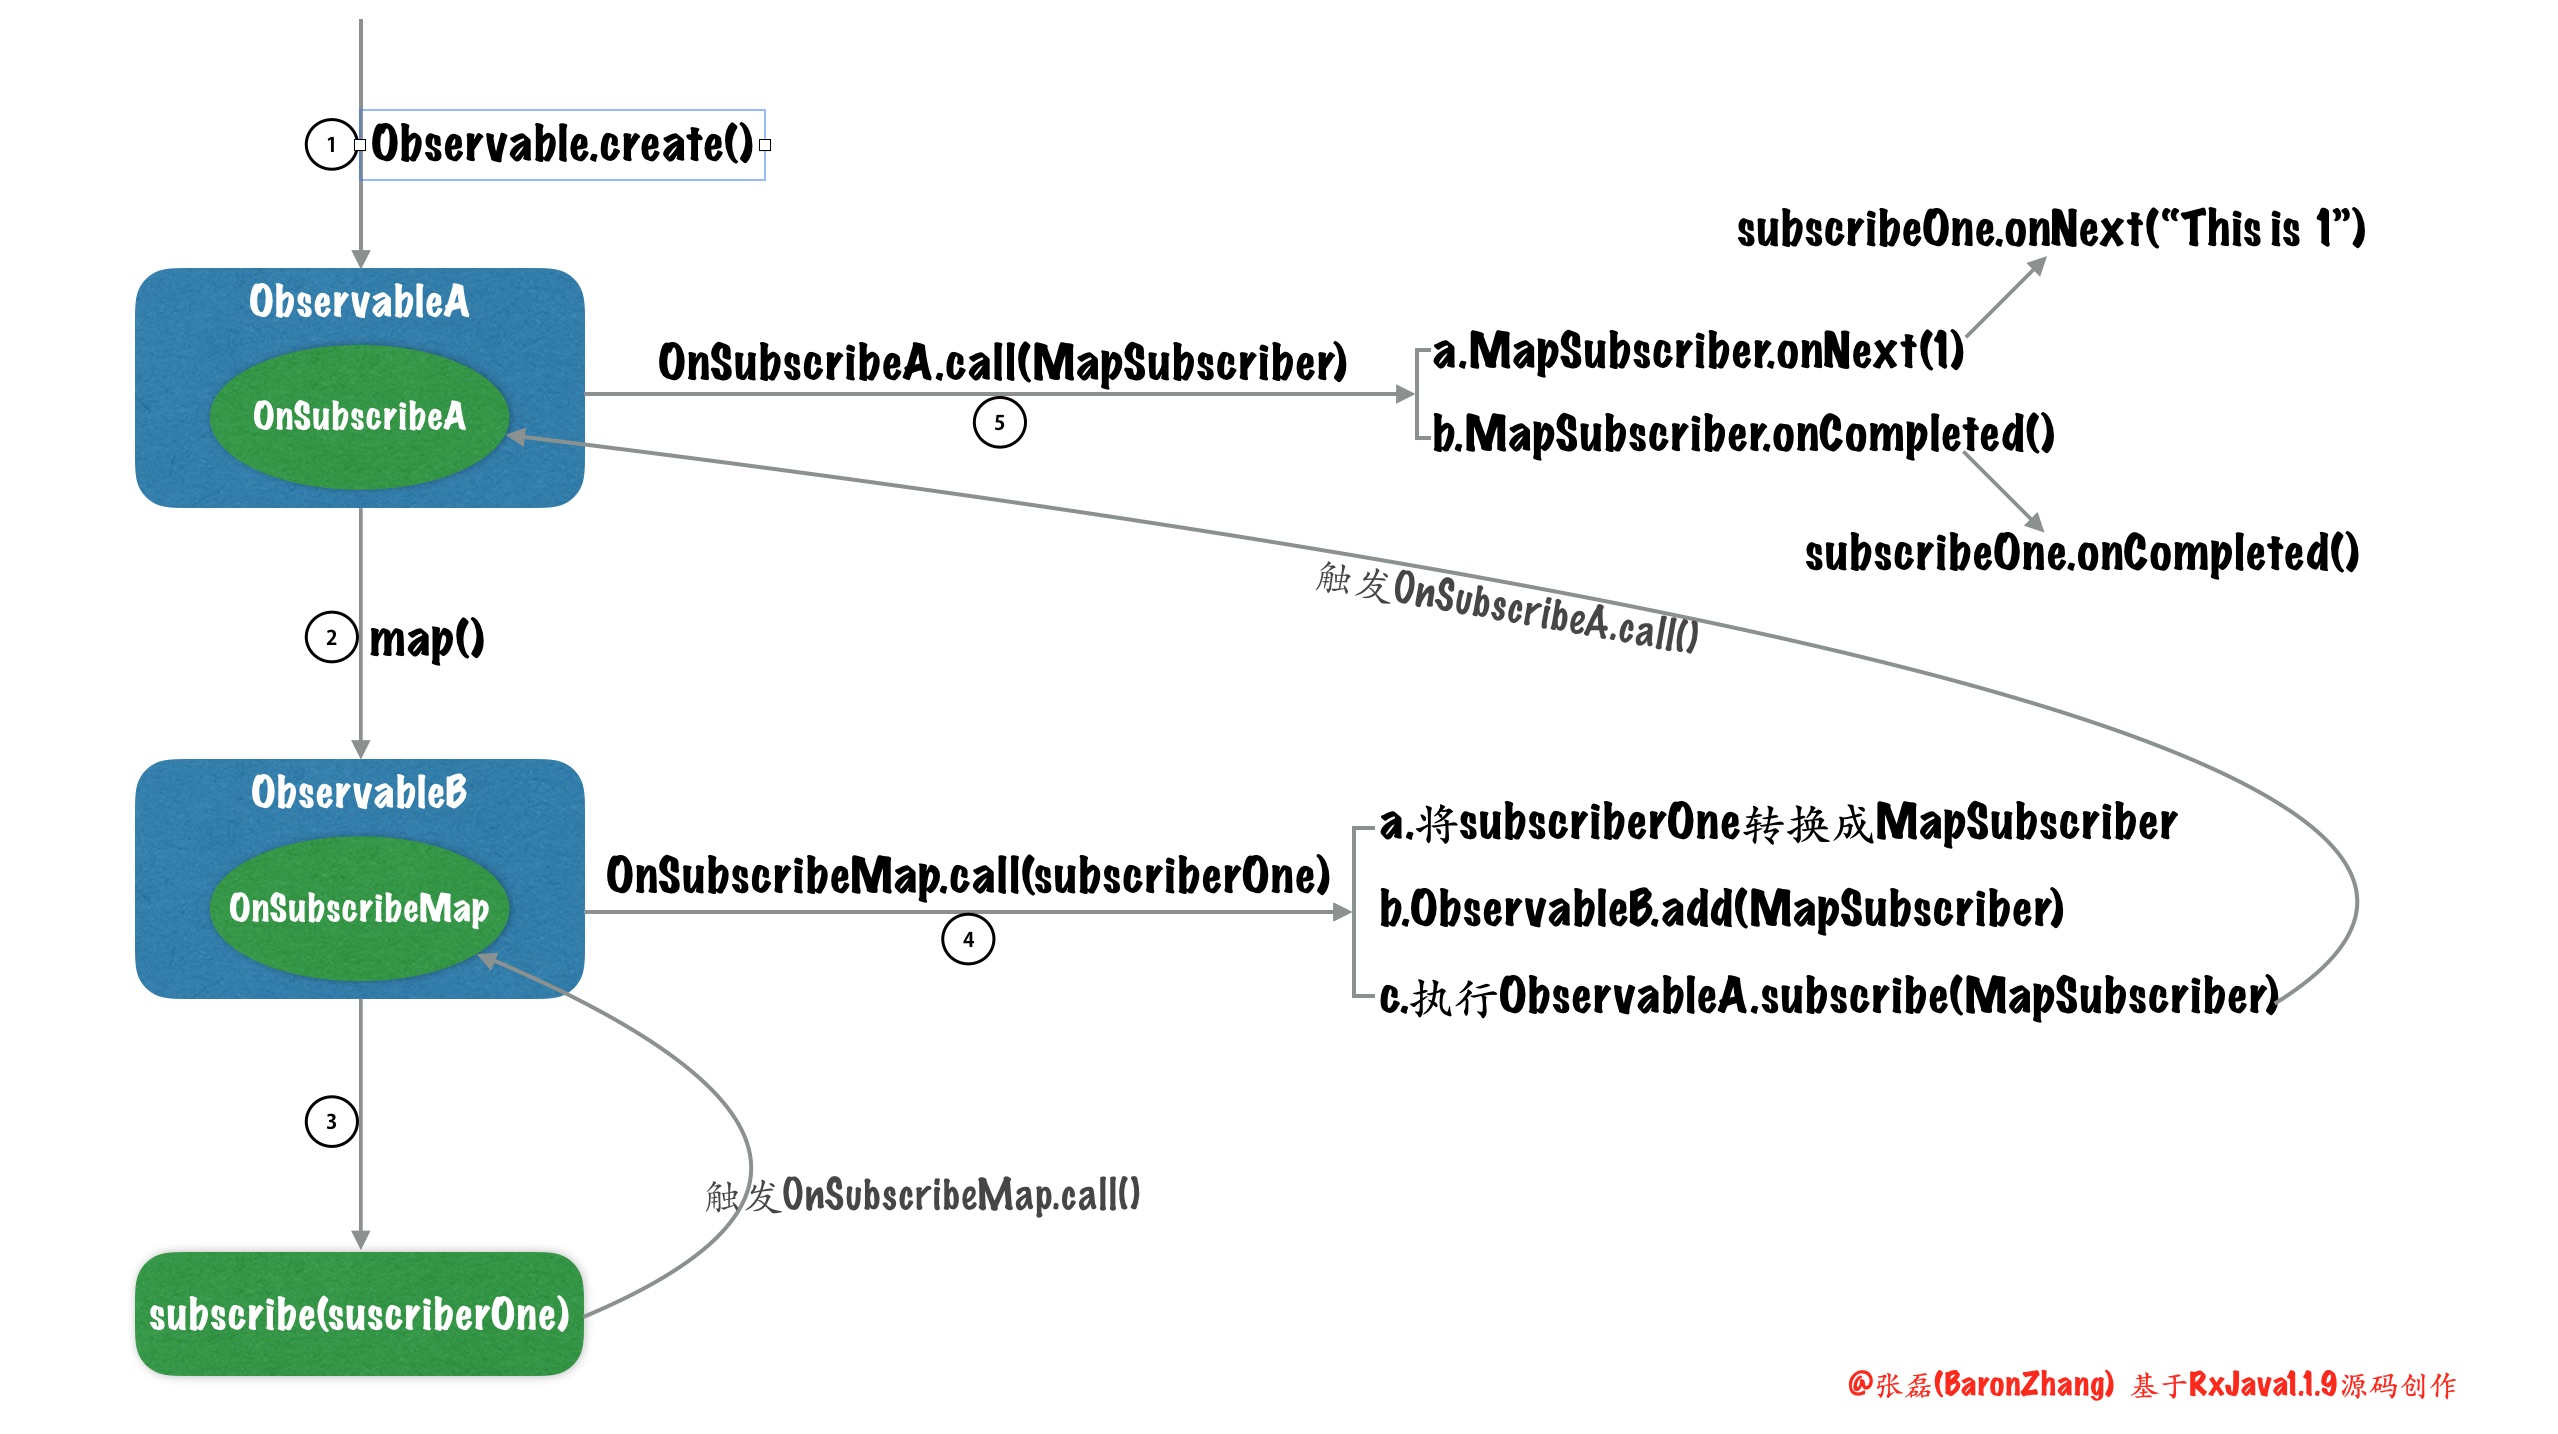 1
Observable.create()
ObservableA
OnSubscribeA
OnSubscribeA.call(MapSubscriber)
5
subscribeOne.onNext(“This is 1”)
a.MapSubscriber.onNext(1)
b.MapSubscriber.onCompleted()
subscribeOne.onCompleted()
触发OnSubscribeA.call()
2
map()
ObservableB
OnSubscribeMap
OnSubscribeMap.call(subscriberOne)
4
a.将subscriberOne转换成MapSubscriber
b.ObservableB.add(MapSubscriber)
c.执行ObservableA.subscribe(MapSubscriber)
3
触发OnSubscribeMap.call()
subscribe(suscriberOne)
@张磊(BaronZhang) 基于RxJava1.1.9源码创作